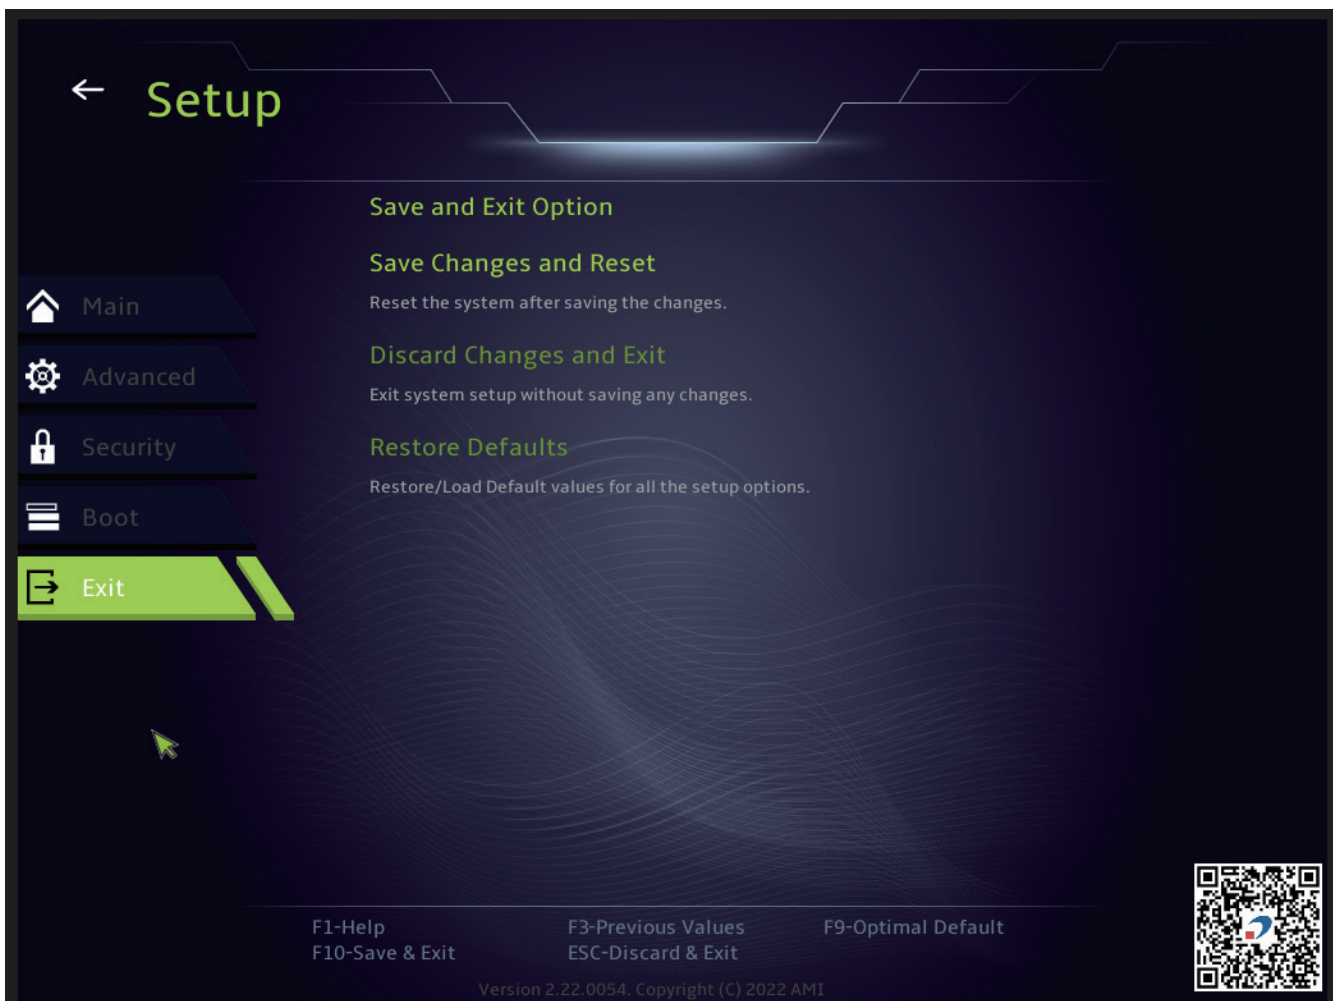 Setup
Save and Exit Option
Save Changes and Reset
Reset the system after saving the changes.
Discard Changes and Exit
Exit system setup without saving any changes.
Restore Defaults
Restore/Load Default values for all the setup options.
Main
Advanced
Security
Boot
Exit
F1-Help
F3-Previous Values
F9-Optimal Default
F10-Save & Exit
ESC-Discard & Exit
Version 2.22.0054. Copyright (C) 2022 AMI